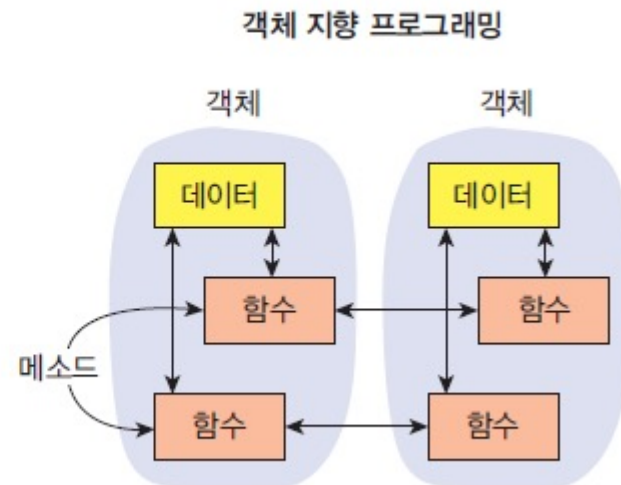 객체 지향 프로그래밍
객체 객체
데이터 데이터
함수 함수
메소드
함수 함수